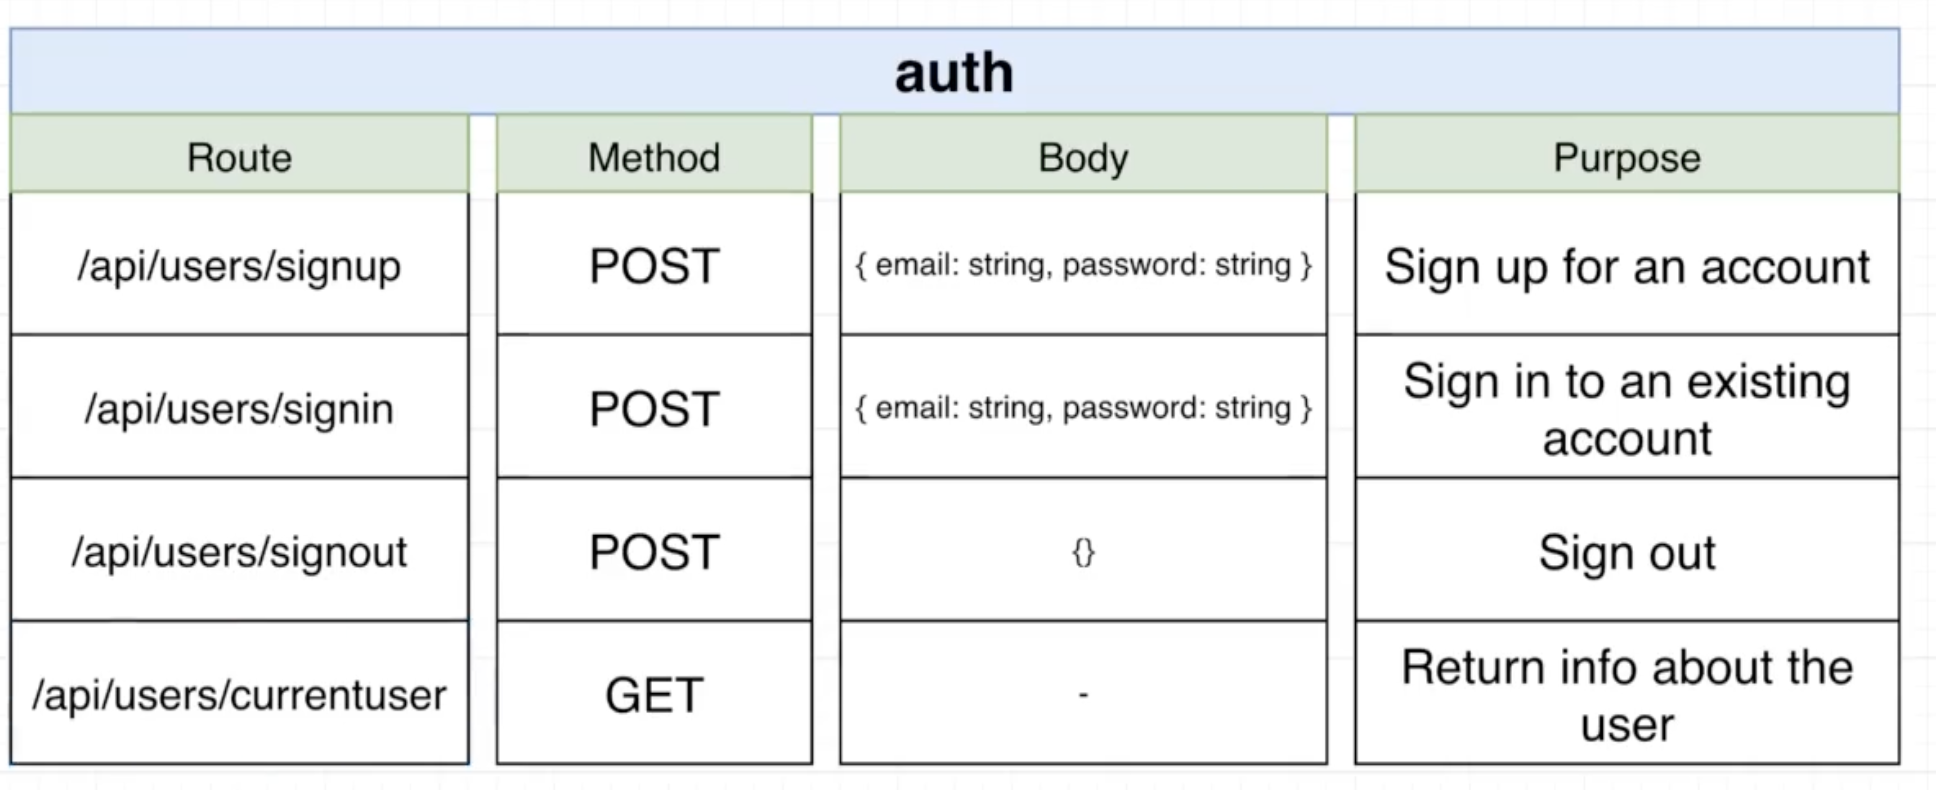 auth
Route Method Body Purpose
/api/users/signup POST { email: string, password: string } Sign up for an account
/api/users/signin POST { email: string, password: string } Sign in to an existing
account
/api/users/signout POST {} Sign out
/api/users/currentuser GET - Return info about the
user